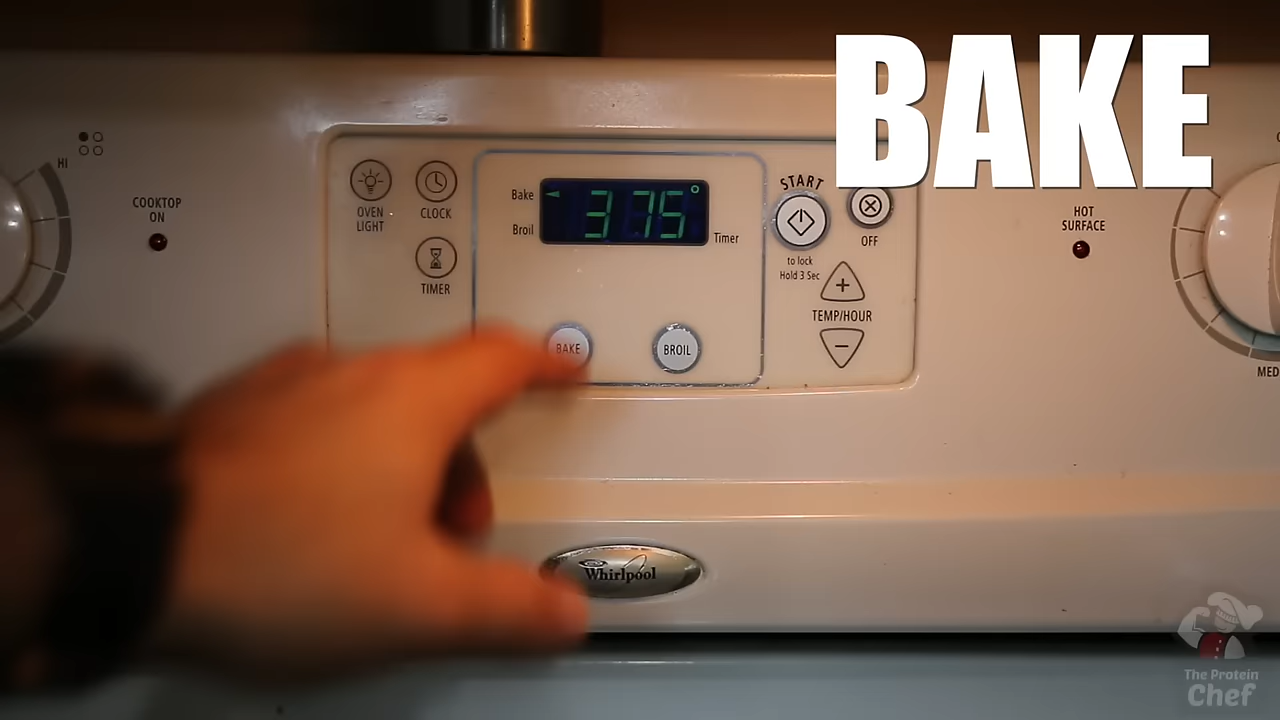 BAKE
HI
COOKTOP
ON
OVEN
LIGHT
CLOCK
TIMER
Bake
375°
Broil
Timer
START
to lock
Hold 3 Sec
OFF
TEMP/HOUR
BAKE
BROIL
HOT
SURFACE
MED
Whirlpool
The Protein
Chef